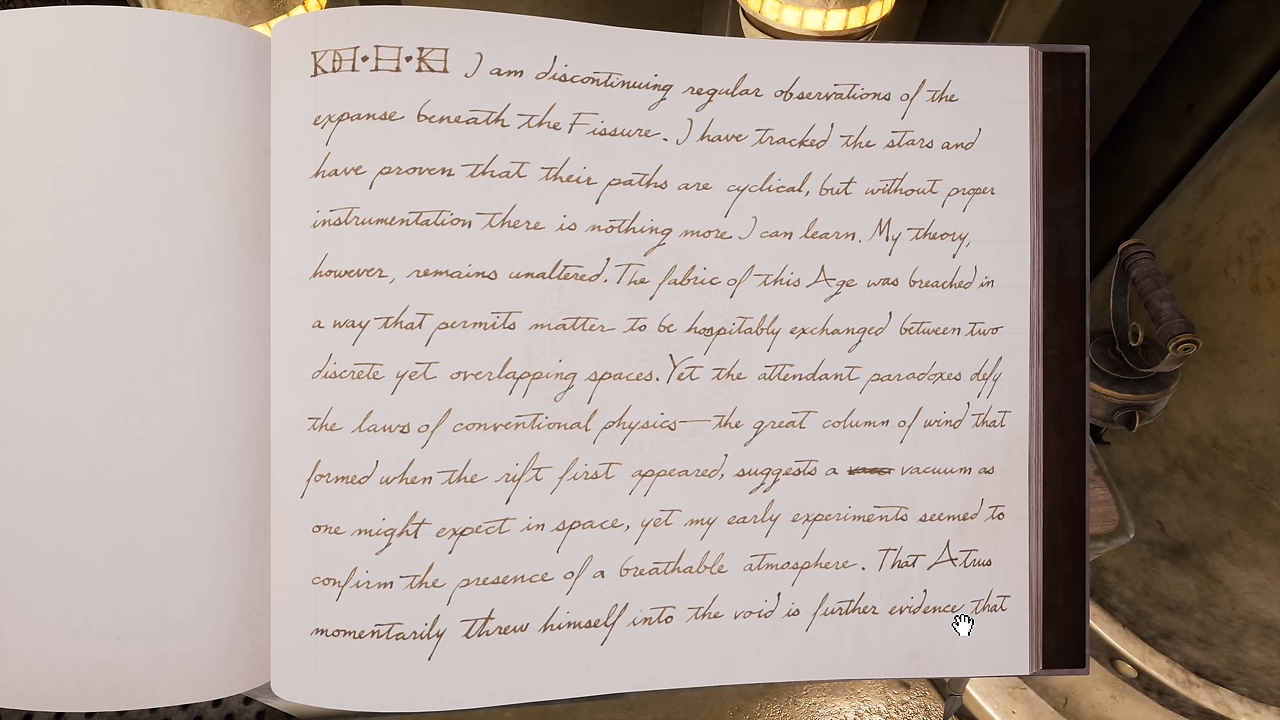 I am discontinuing regular observations of the
expanse beneath the Fissure. I have tracked the stars and
have proven that their paths are cyclical, but without proper
instrumentation there is nothing more I can learn. My theory,
however, remains unaltered. The fabric of this Age was breached in
a way that permits matter to be hospitably exchanged between two
discrete yet overlapping spaces. Yet the attendant paradoxes defy
the laws of conventional physics—the great column of wind that
formed when the rift first appeared, suggests a vacuum as
one might expect in space, yet my early experiments seemed to
confirm the presence of a breathable atmosphere. That Atrus
momentarily threw himself into the void is further evidence that